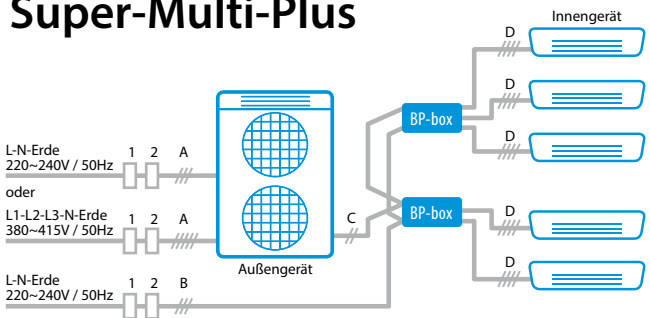 Super-Multi-Plus
Innengerät
D
D
BP-box
D
L-N-Erde
220~240V / 50Hz
1 2 A
oder
L1-L2-L3-N-Erde
380~415V / 50Hz
1 2 A
C
BP-box
D
D
Außengerät
L-N-Erde
220~240V / 50Hz
1 2 B